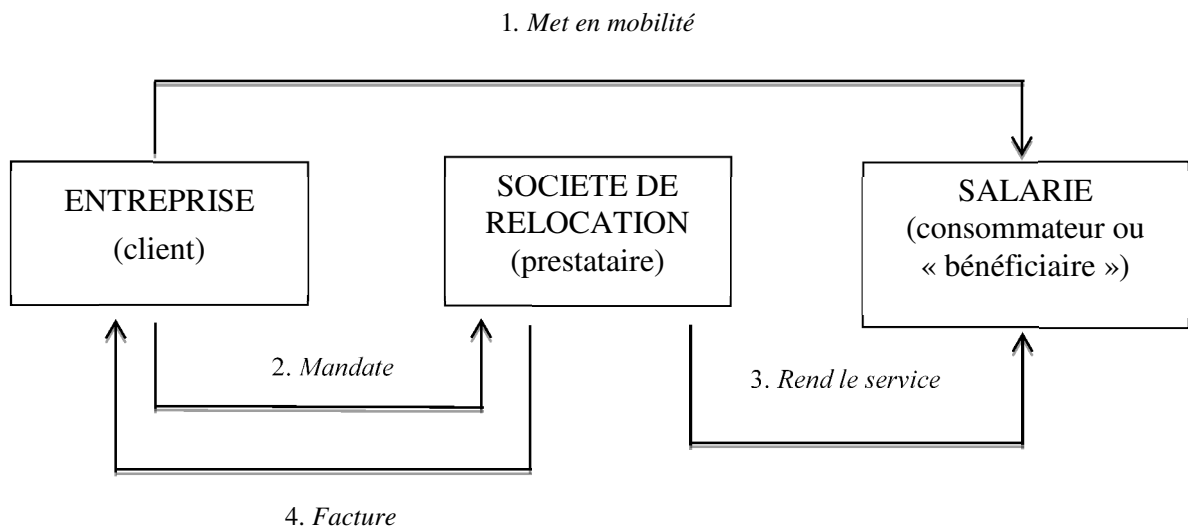 1. Met en mobilité
ENTREPRISE
(client)
SOCIETE DE
RELOCATION
(prestataire)
SALARIE
(consommateur ou
« bénéficiaire »)
2. Mandate
3. Rend le service
4. Facture